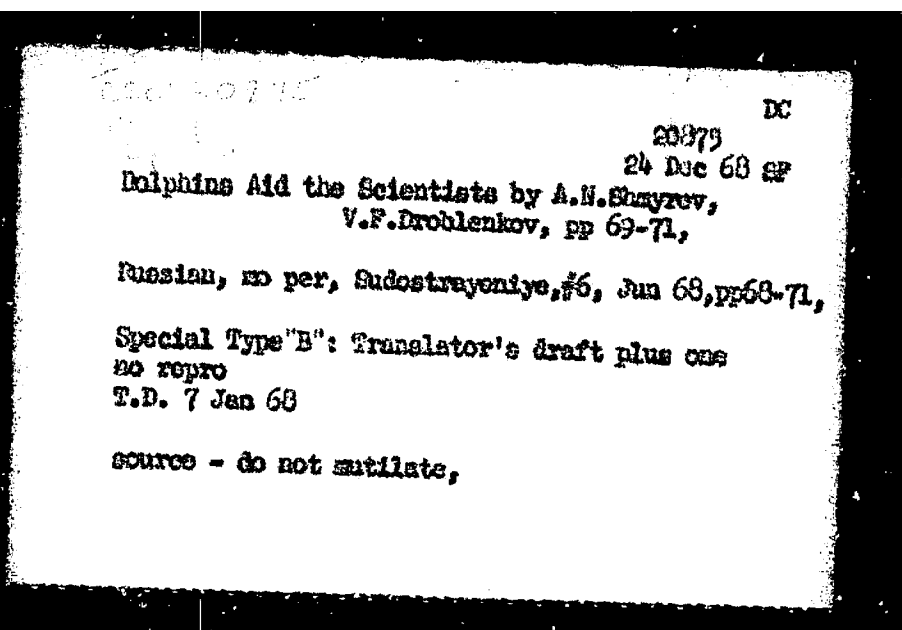 DC
20879
24 Dec 68 SP
Dolphins Aid the Scientists by A.N.Shmyrev,
V.F.Droblenkov, pp 69-71,
Russian, mo per, Sudostroyeniye,#6, Jun 68,pp68-71,
Special Type"B": Translator's draft plus one
no repro
T.D. 7 Jan 68
source - do not mutilate,